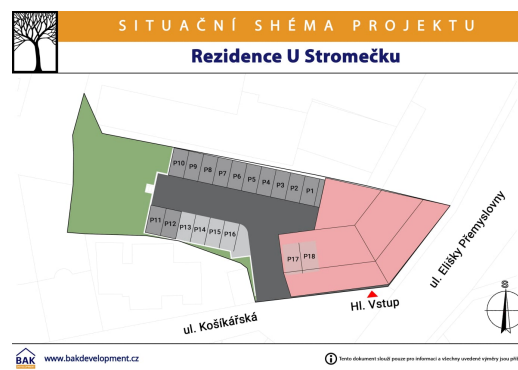 SITUAČNÍ SHÉMA PROJEKTU
Rezidence U Stromečku
P10 P9 P8 P7 P6 P5 P4 P3 P2 P1
P11 P12 P13 P14 P15 P16
P17 P18
ul. Elišky Přemyslovny
Hl. Vstup
ul. Košíkářská
S
BAK
www.bakdevelopment.cz
Tento dokument slouží pouze pro informaci a všechny uvedené výměry jsou